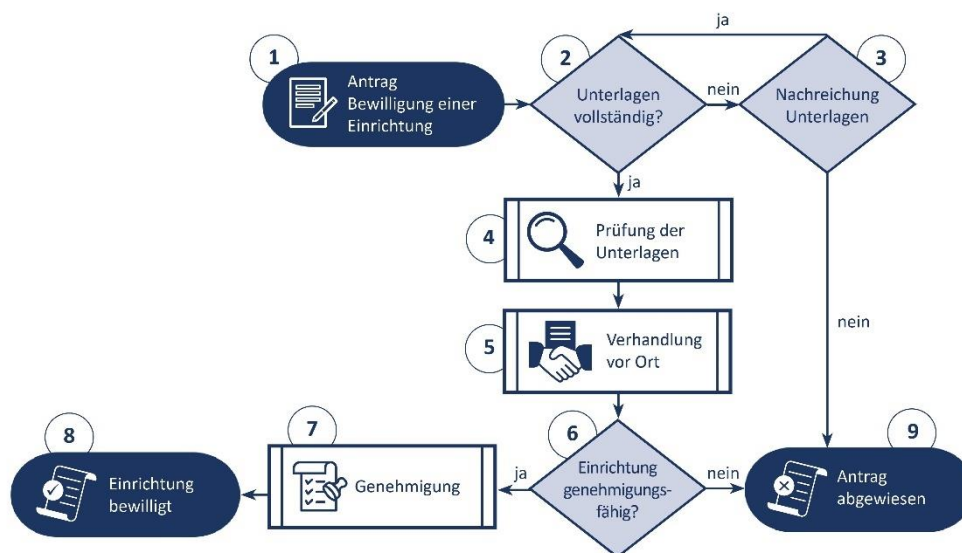 1
Antrag
Bewilligung einer
Einrichtung
2
Unterlagen
vollständig?
nein
ja
3
Nachreichung
Unterlagen
ja
4
Prüfung der
Unterlagen
5
Verhandlung
vor Ort
nein
6
Einrichtung
genehmigungs-
fähig?
ja
nein
7
Genehmigung
8
Einrichtung
bewilligt
9
Antrag
abgewiesen